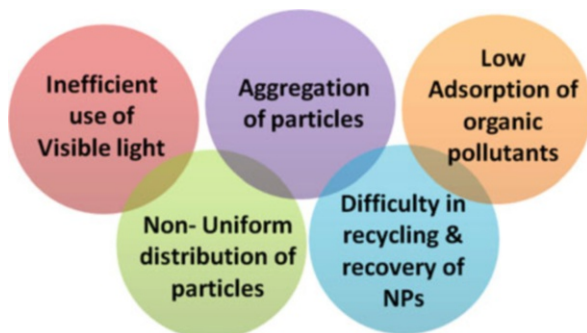 Inefficient
use of
Visible light
Aggregation
of particles
Low
Adsorption of
organic
pollutants
Non- Uniform
distribution of
particles
Difficulty in
recycling &
recovery of
NPs